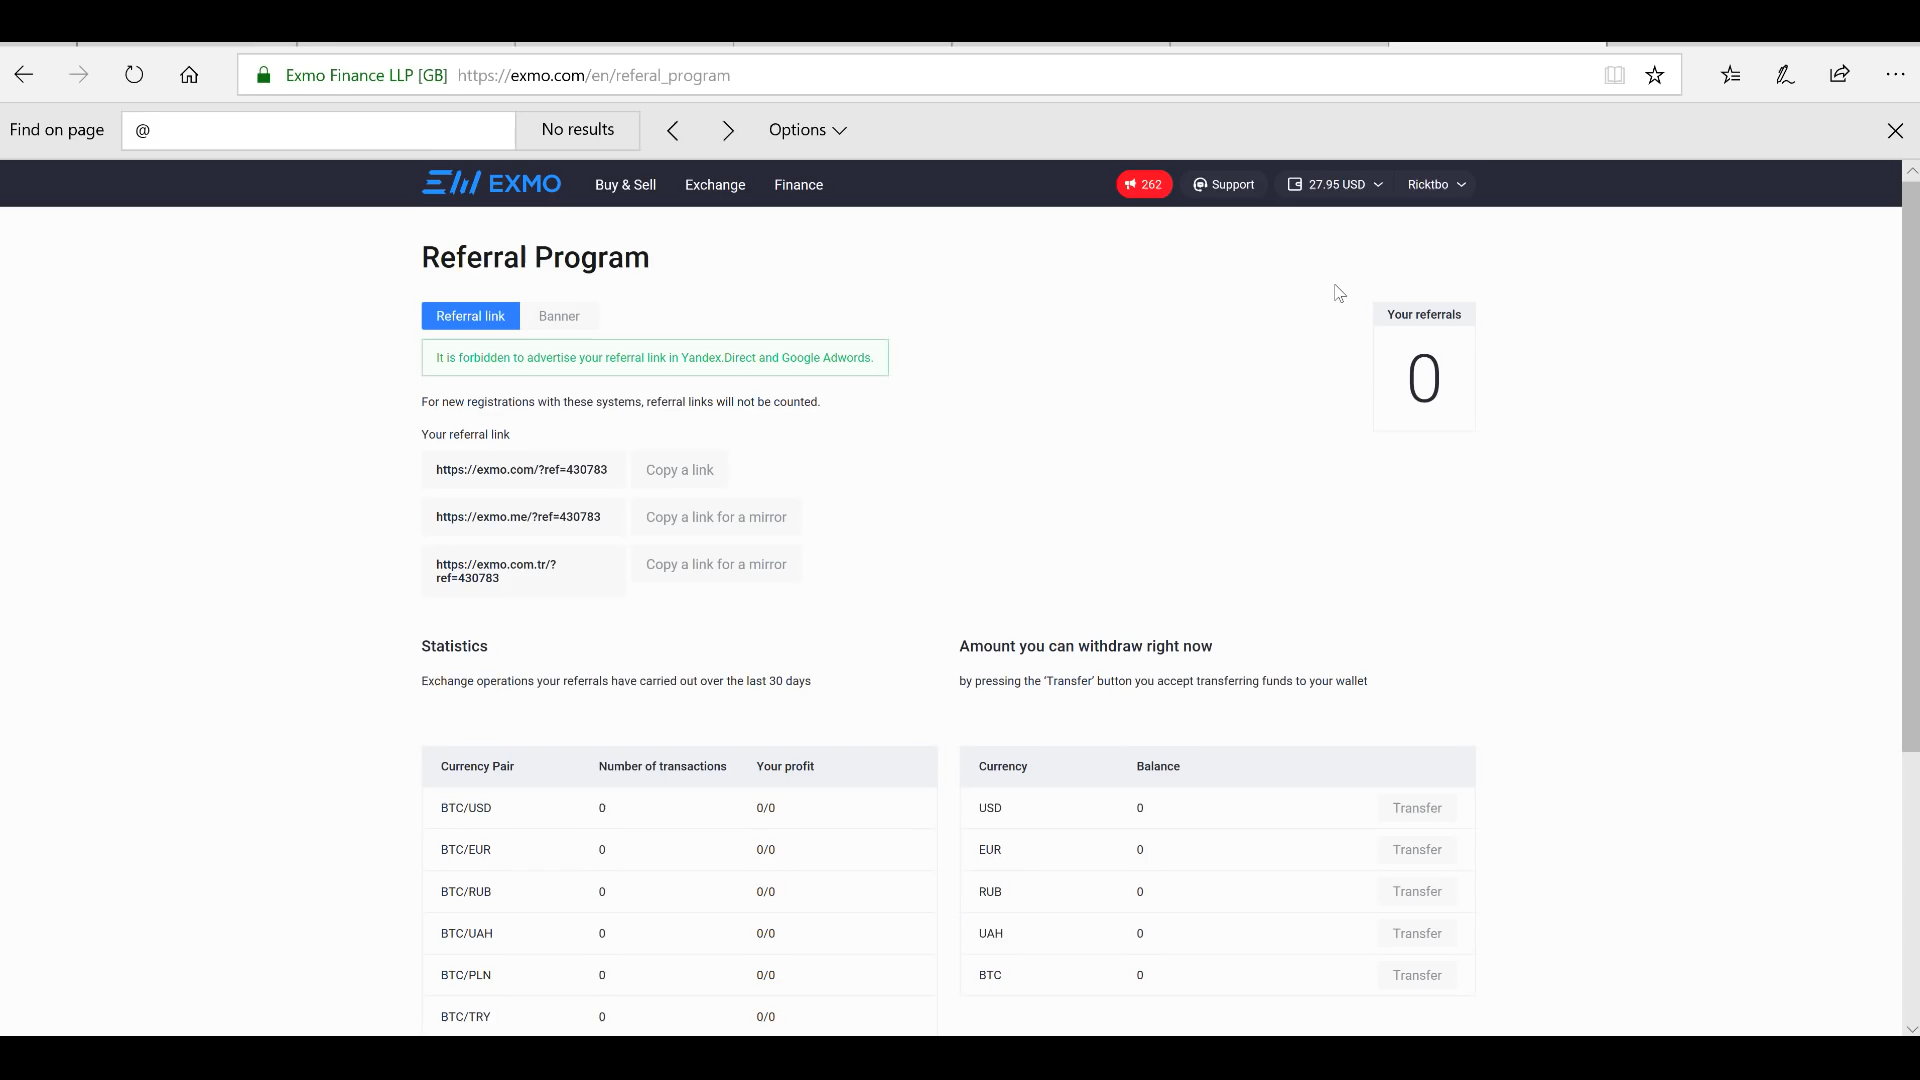 Exmo Finance LLP [GB] https://exmo.com/en/referal_program
Find on page @ No results Options
EXMO Buy & Sell Exchange Finance 262 Support 27.95 USD Ricktbo
Referral Program
Referral link Banner
Your referrals
0
It is forbidden to advertise your referral link in Yandex.Direct and Google Adwords.
For new registrations with these systems, referral links will not be counted.
Your referral link
https://exmo.com/?ref=430783 Copy a link
https://exmo.me/?ref=430783 Copy a link for a mirror
https://exmo.com.tr/?
ref=430783
Copy a link for a mirror
Statistics
Exchange operations your referrals have carried out over the last 30 days
Currency Pair Number of transactions Your profit
BTC/USD 0 0/0
BTC/EUR 0 0/0
BTC/RUB 0 0/0
BTC/UAH 0 0/0
BTC/PLN 0 0/0
BTC/TRY 0 0/0
Amount you can withdraw right now
by pressing the ‘Transfer’ button you accept transferring funds to your wallet
Currency Balance
USD 0 Transfer
EUR 0 Transfer
RUB 0 Transfer
UAH 0 Transfer
BTC 0 Transfer